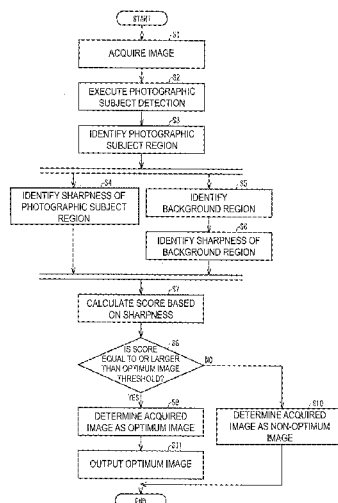 START
S1
ACQUIRE IMAGE
S2
EXECUTE PHOTOGRAPHIC
SUBJECT DETECTION
S3
IDENTIFY PHOTOGRAPHIC
SUBJECT REGION
S4
IDENTIFY SHARPNESS OF
PHOTOGRAPHIC SUBJECT
REGION
S5
IDENTIFY
BACKGROUND REGION
S6
IDENTIFY SHARPNESS OF
BACKGROUND REGION
S7
CALCULATE SCORE BASED
ON SHARPNESS
S8
IS SCORE
EQUAL TO OR LARGER
THAN OPTIMUM IMAGE
THRESHOLD?
NO
YES
S9
DETERMINE ACQUIRED
IMAGE AS OPTIMUM IMAGE
S10
DETERMINE ACQUIRED
IMAGE AS NON-OPTIMUM
IMAGE
S11
OUTPUT OPTIMUM IMAGE
END